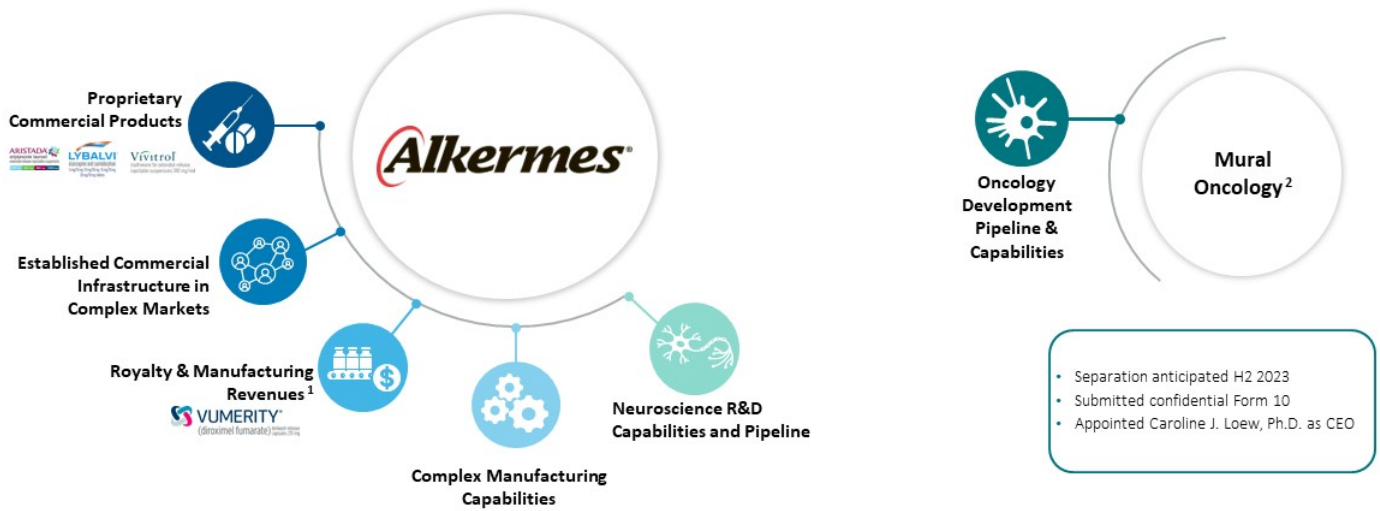 Proprietary
Commercial Products
ARISTADA
LYBALVI
Vivitrol
Alkermes®
Established Commercial
Infrastructure in
Complex Markets
Royalty & Manufacturing
Revenues 1
VUMERITY®
(diroximel fumarate)
Complex Manufacturing
Capabilities
Neuroscience R&D
Capabilities and Pipeline
Oncology
Development
Pipeline &
Capabilities
Mural
Oncology 2
• Separation anticipated H2 2023
• Submitted confidential Form 10
• Appointed Caroline J. Loew, Ph.D. as CEO